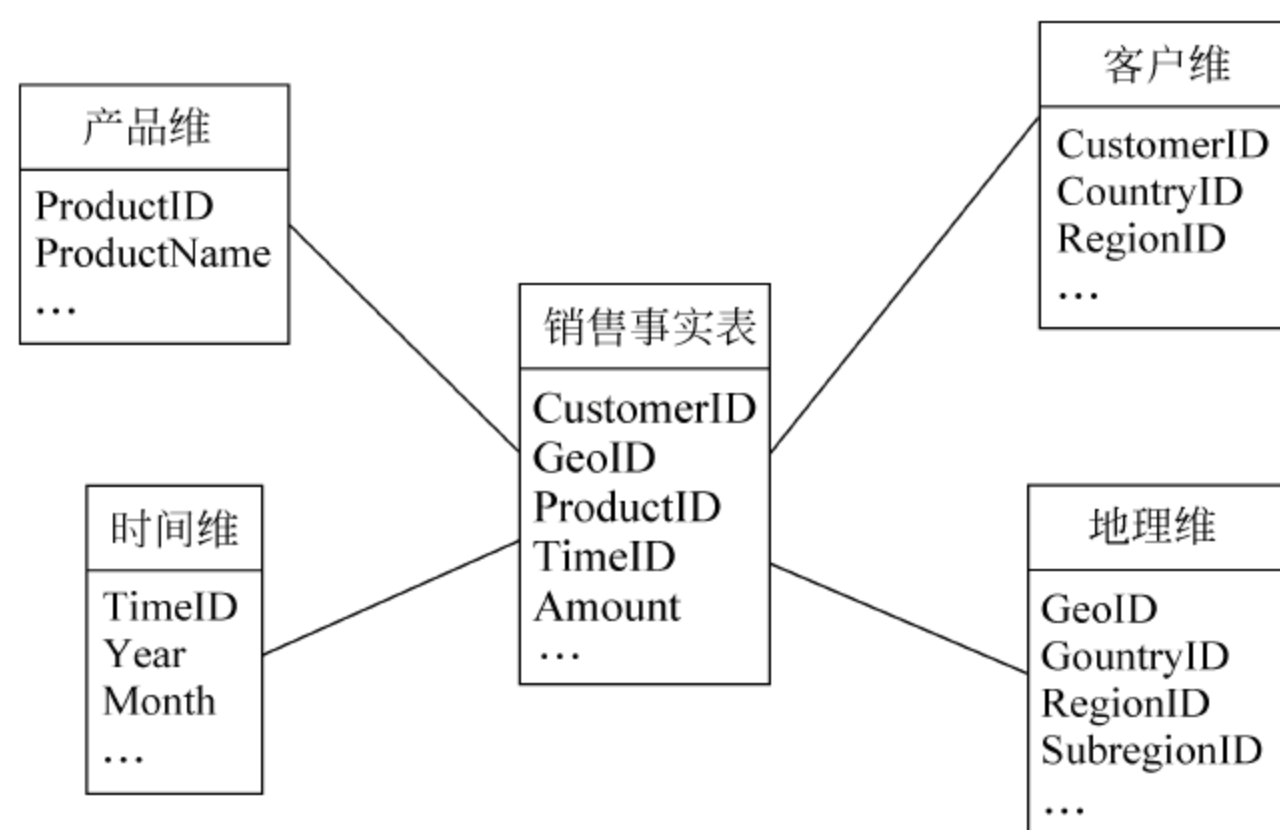 产品维
ProductID
ProductName
…
时间维
TimeID
Year
Month
…
销售事实表
CustomerID
GeoID
ProductID
TimeID
Amount
…
客户维
CustomerID
CountryID
RegionID
…
地理维
GeoID
GountryID
RegionID
SubregionID
…